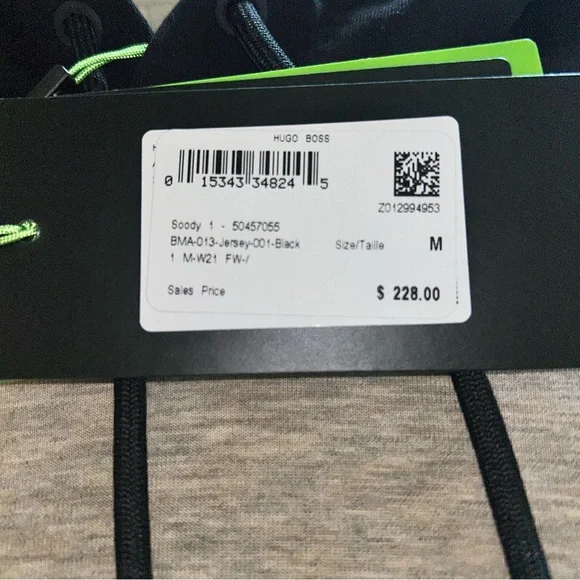 HUGO BOSS
0 15343 34824 5
Z012994953
Soody 1 - 50457055
BMA-013-Jersey-001-Black Size/Taille M
1 M-W21 FW-/
Sales Price $ 228.00